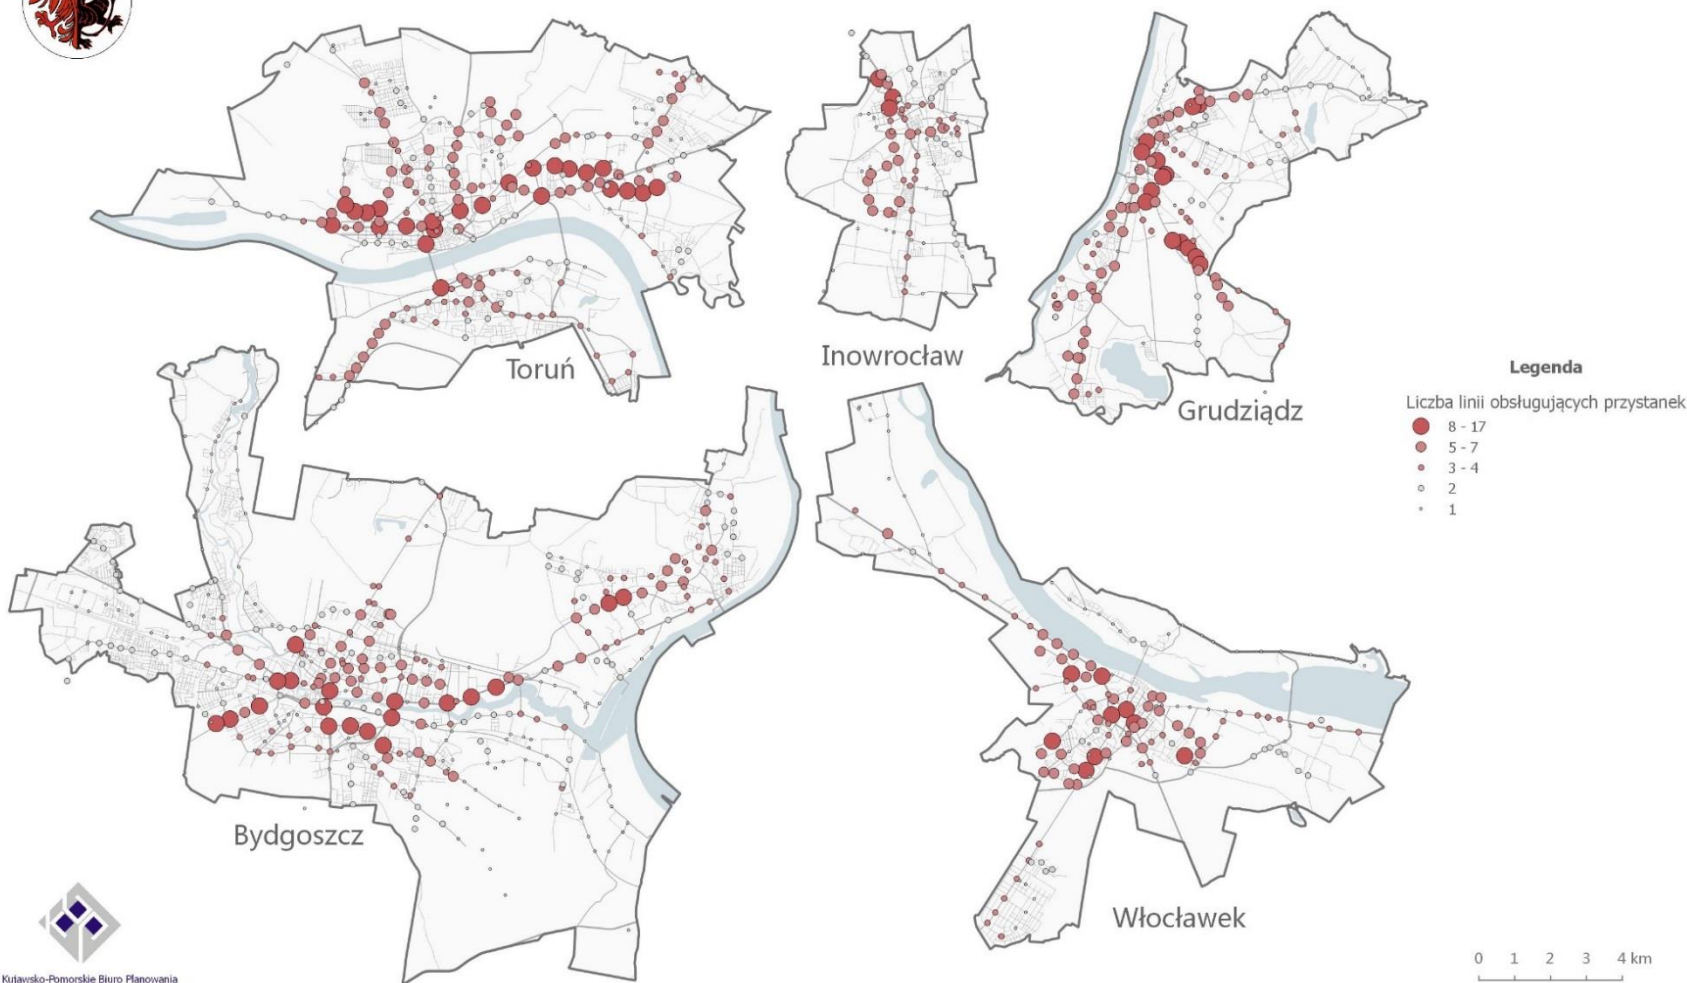 Toruń
Inowrocław
Grudziądz
Legenda
Liczba linii obsługujących przystanek
8 - 17
5 - 7
3 - 4
2
1
Bydgoszcz
Włocławek
Kujawsko-Pomorskie Biuro Planowania
0 1 2 3 4 km